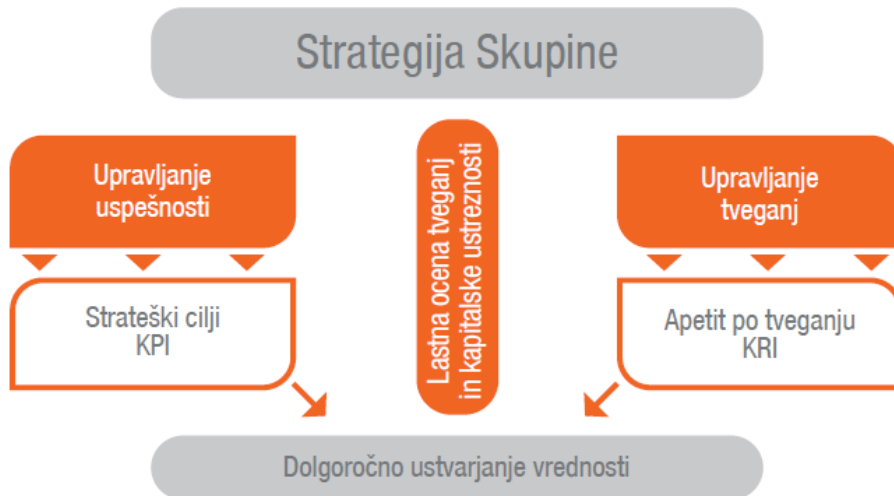 Strategija Skupine
Upravljanje
uspešnosti
Strateški cilji
KPI
Lastna ocena tveganj
in kapitalske ustreznosti
Upravljanje
tveganj
Apetit po tveganju
KRI
Dolgoročno ustvarjanje vrednosti